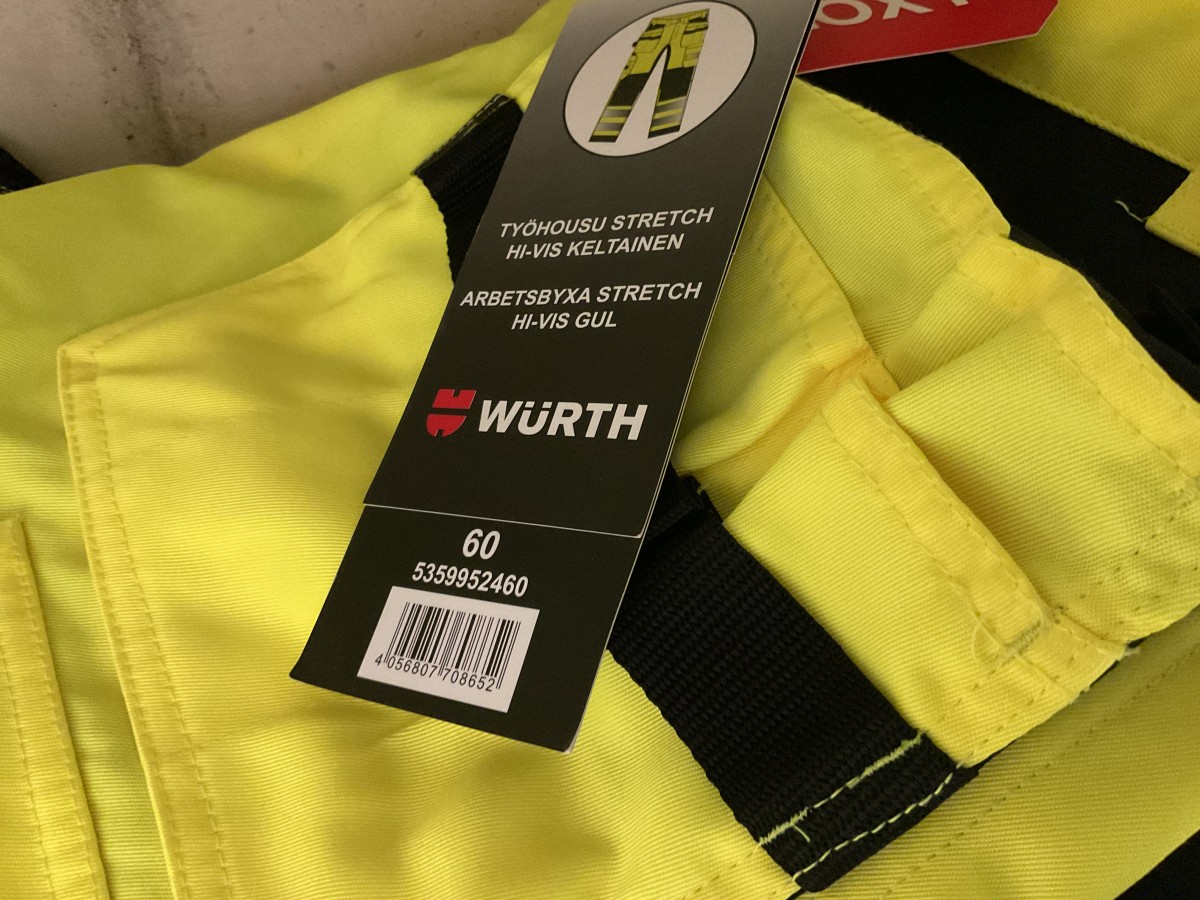 TYÖHOUSU STRETCH
HI-VIS KELTAINEN
ARBETSBYXA STRETCH
HI-VIS GUL
WÜRTH
60
5359952460
4 056807 708652